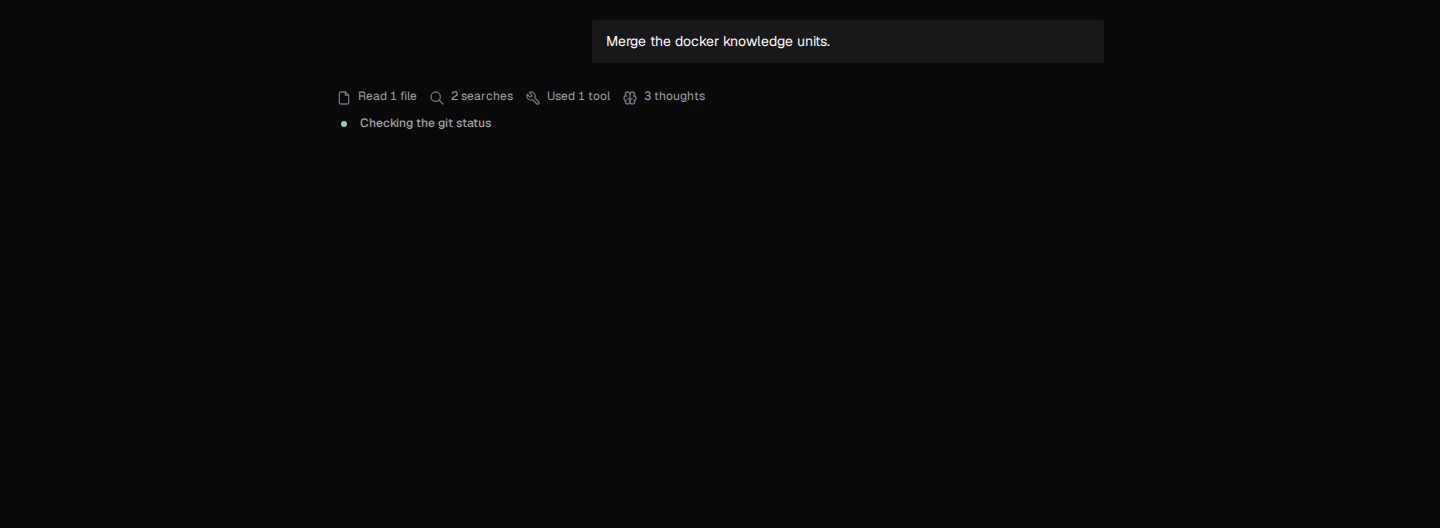 Merge the docker knowledge units.
Read 1 file 2 searches Used 1 tool 3 thoughts
Checking the git status